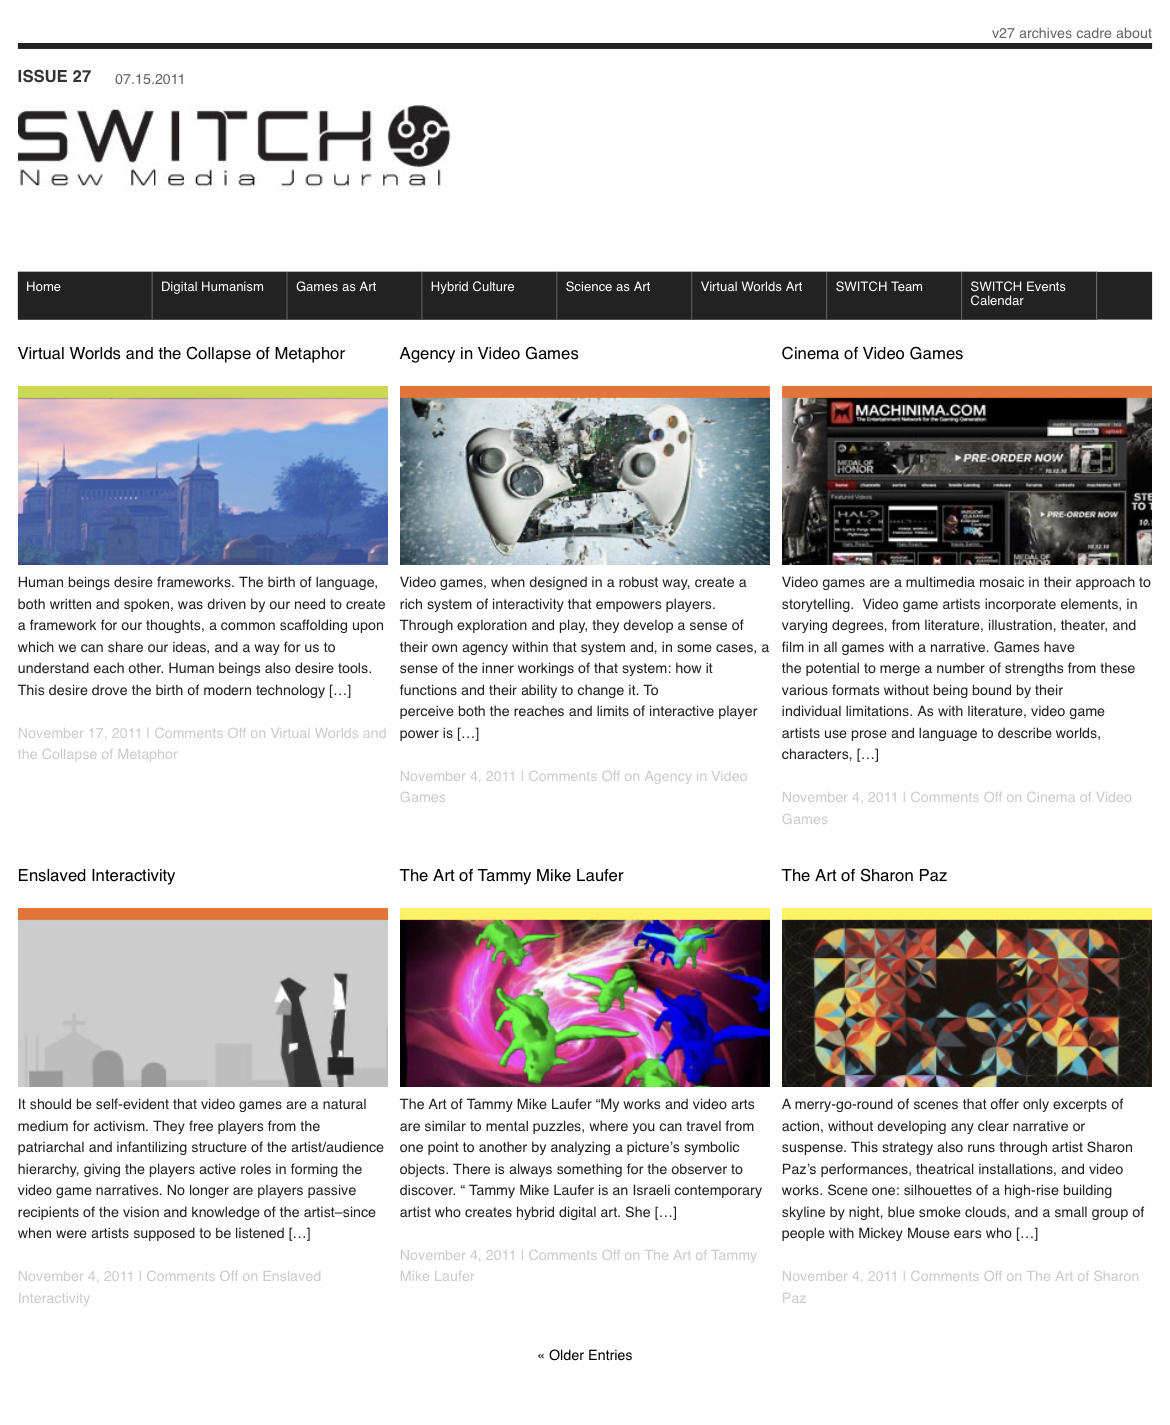 v27 archives cadre about
ISSUE 27 07.15.2011
SWITCH
New Media Journal
Home Digital Humanism Games as Art Hybrid Culture Science as Art Virtual Worlds Art SWITCH Team SWITCH Events Calendar
Virtual Worlds and the Collapse of Metaphor
Human beings desire frameworks. The birth of language,
both written and spoken, was driven by our need to create
a framework for our thoughts, a common scaffolding upon
which we can share our ideas, and a way for us to
understand each other. Human beings also desire tools.
This desire drove the birth of modern technology […]
November 17, 2011 | Comments Off on Virtual Worlds and
the Collapse of Metaphor
Agency in Video Games
Video games, when designed in a robust way, create a
rich system of interactivity that empowers players.
Through exploration and play, they develop a sense of
their own agency within that system and, in some cases, a
sense of the inner workings of that system: how it
functions and their ability to change it. To
perceive both the reaches and limits of interactive player
power is […]
November 4, 2011 | Comments Off on Agency in Video
Games
Cinema of Video Games
MACHINIMA.COM
The Entertainment Network for the Gaming Generation
search
MEDAL OF
HONOR
PRE-ORDER NOW
10.12.10
Featured Videos
HALO
REACH
PRE-ORDER NOW
10.12.10
MEDAL OF
STE
TO T
10.1
Video games are a multimedia mosaic in their approach to
storytelling.  Video game artists incorporate elements, in
varying degrees, from literature, illustration, theater, and
film in all games with a narrative. Games have
the potential to merge a number of strengths from these
various formats without being bound by their
individual limitations. As with literature, video game
artists use prose and language to describe worlds,
characters, […]
November 4, 2011 | Comments Off on Cinema of Video
Games
Enslaved Interactivity
It should be self-evident that video games are a natural
medium for activism. They free players from the
patriarchal and infantilizing structure of the artist/audience
hierarchy, giving the players active roles in forming the
video game narratives. No longer are players passive
recipients of the vision and knowledge of the artist–since
when were artists supposed to be listened […]
November 4, 2011 | Comments Off on Enslaved
Interactivity
The Art of Tammy Mike Laufer
The Art of Tammy Mike Laufer “My works and video arts
are similar to mental puzzles, where you can travel from
one point to another by analyzing a picture’s symbolic
objects. There is always something for the observer to
discover. “ Tammy Mike Laufer is an Israeli contemporary
artist who creates hybrid digital art. She […]
November 4, 2011 | Comments Off on The Art of Tammy
Mike Laufer
The Art of Sharon Paz
A merry-go-round of scenes that offer only excerpts of
action, without developing any clear narrative or
suspense. This strategy also runs through artist Sharon
Paz’s performances, theatrical installations, and video
works. Scene one: silhouettes of a high-rise building
skyline by night, blue smoke clouds, and a small group of
people with Mickey Mouse ears who […]
November 4, 2011 | Comments Off on The Art of Sharon
Paz
« Older Entries